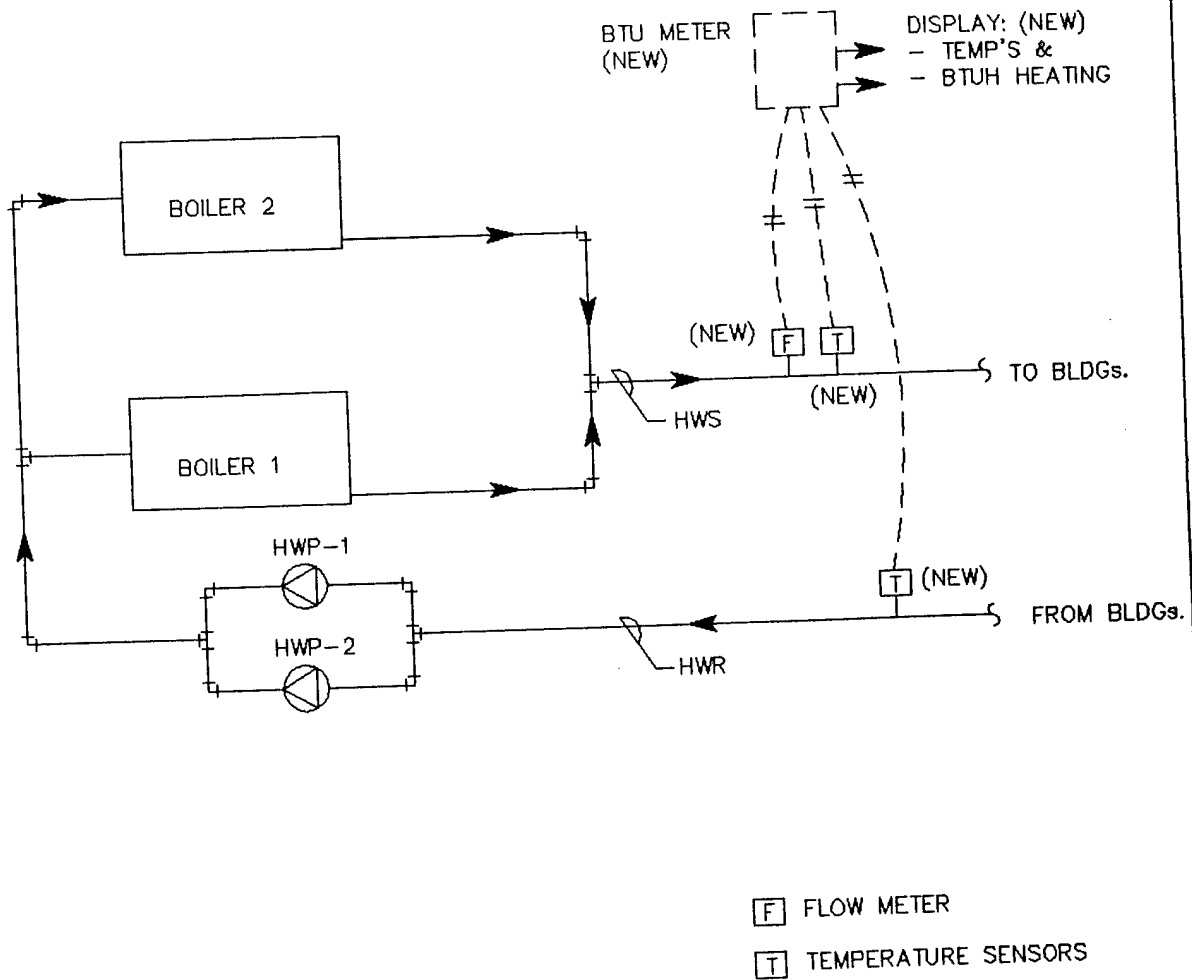 BTU METER
(NEW)
DISPLAY: (NEW)
- TEMP'S &
- BTUH HEATING
BOILER 2
(NEW)
F
T
(NEW)
TO BLDGs.
HWS
BOILER 1
HWP-1
HWP-2
T
(NEW)
FROM BLDGs.
HWR
F FLOW METER
T TEMPERATURE SENSORS